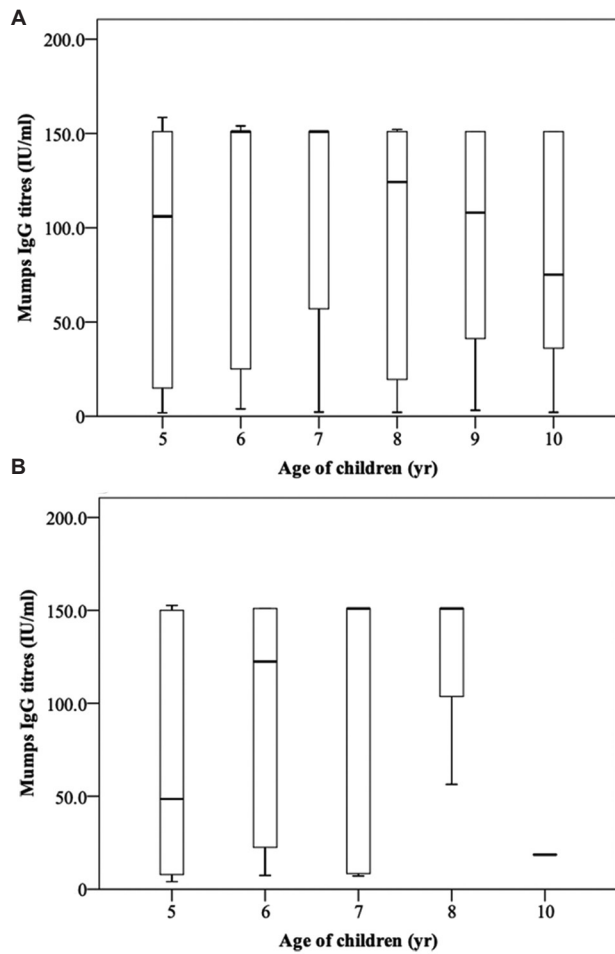 A
Mumps IgG titres (IU/ml)
200.0
150.0
100.0
50.0
0
5 6 7 8 9 10
Age of children (yr)
B
Mumps IgG titres (IU/ml)
200.0
150.0
100.0
50.0
0
5 6 7 8 10
Age of children (yr)